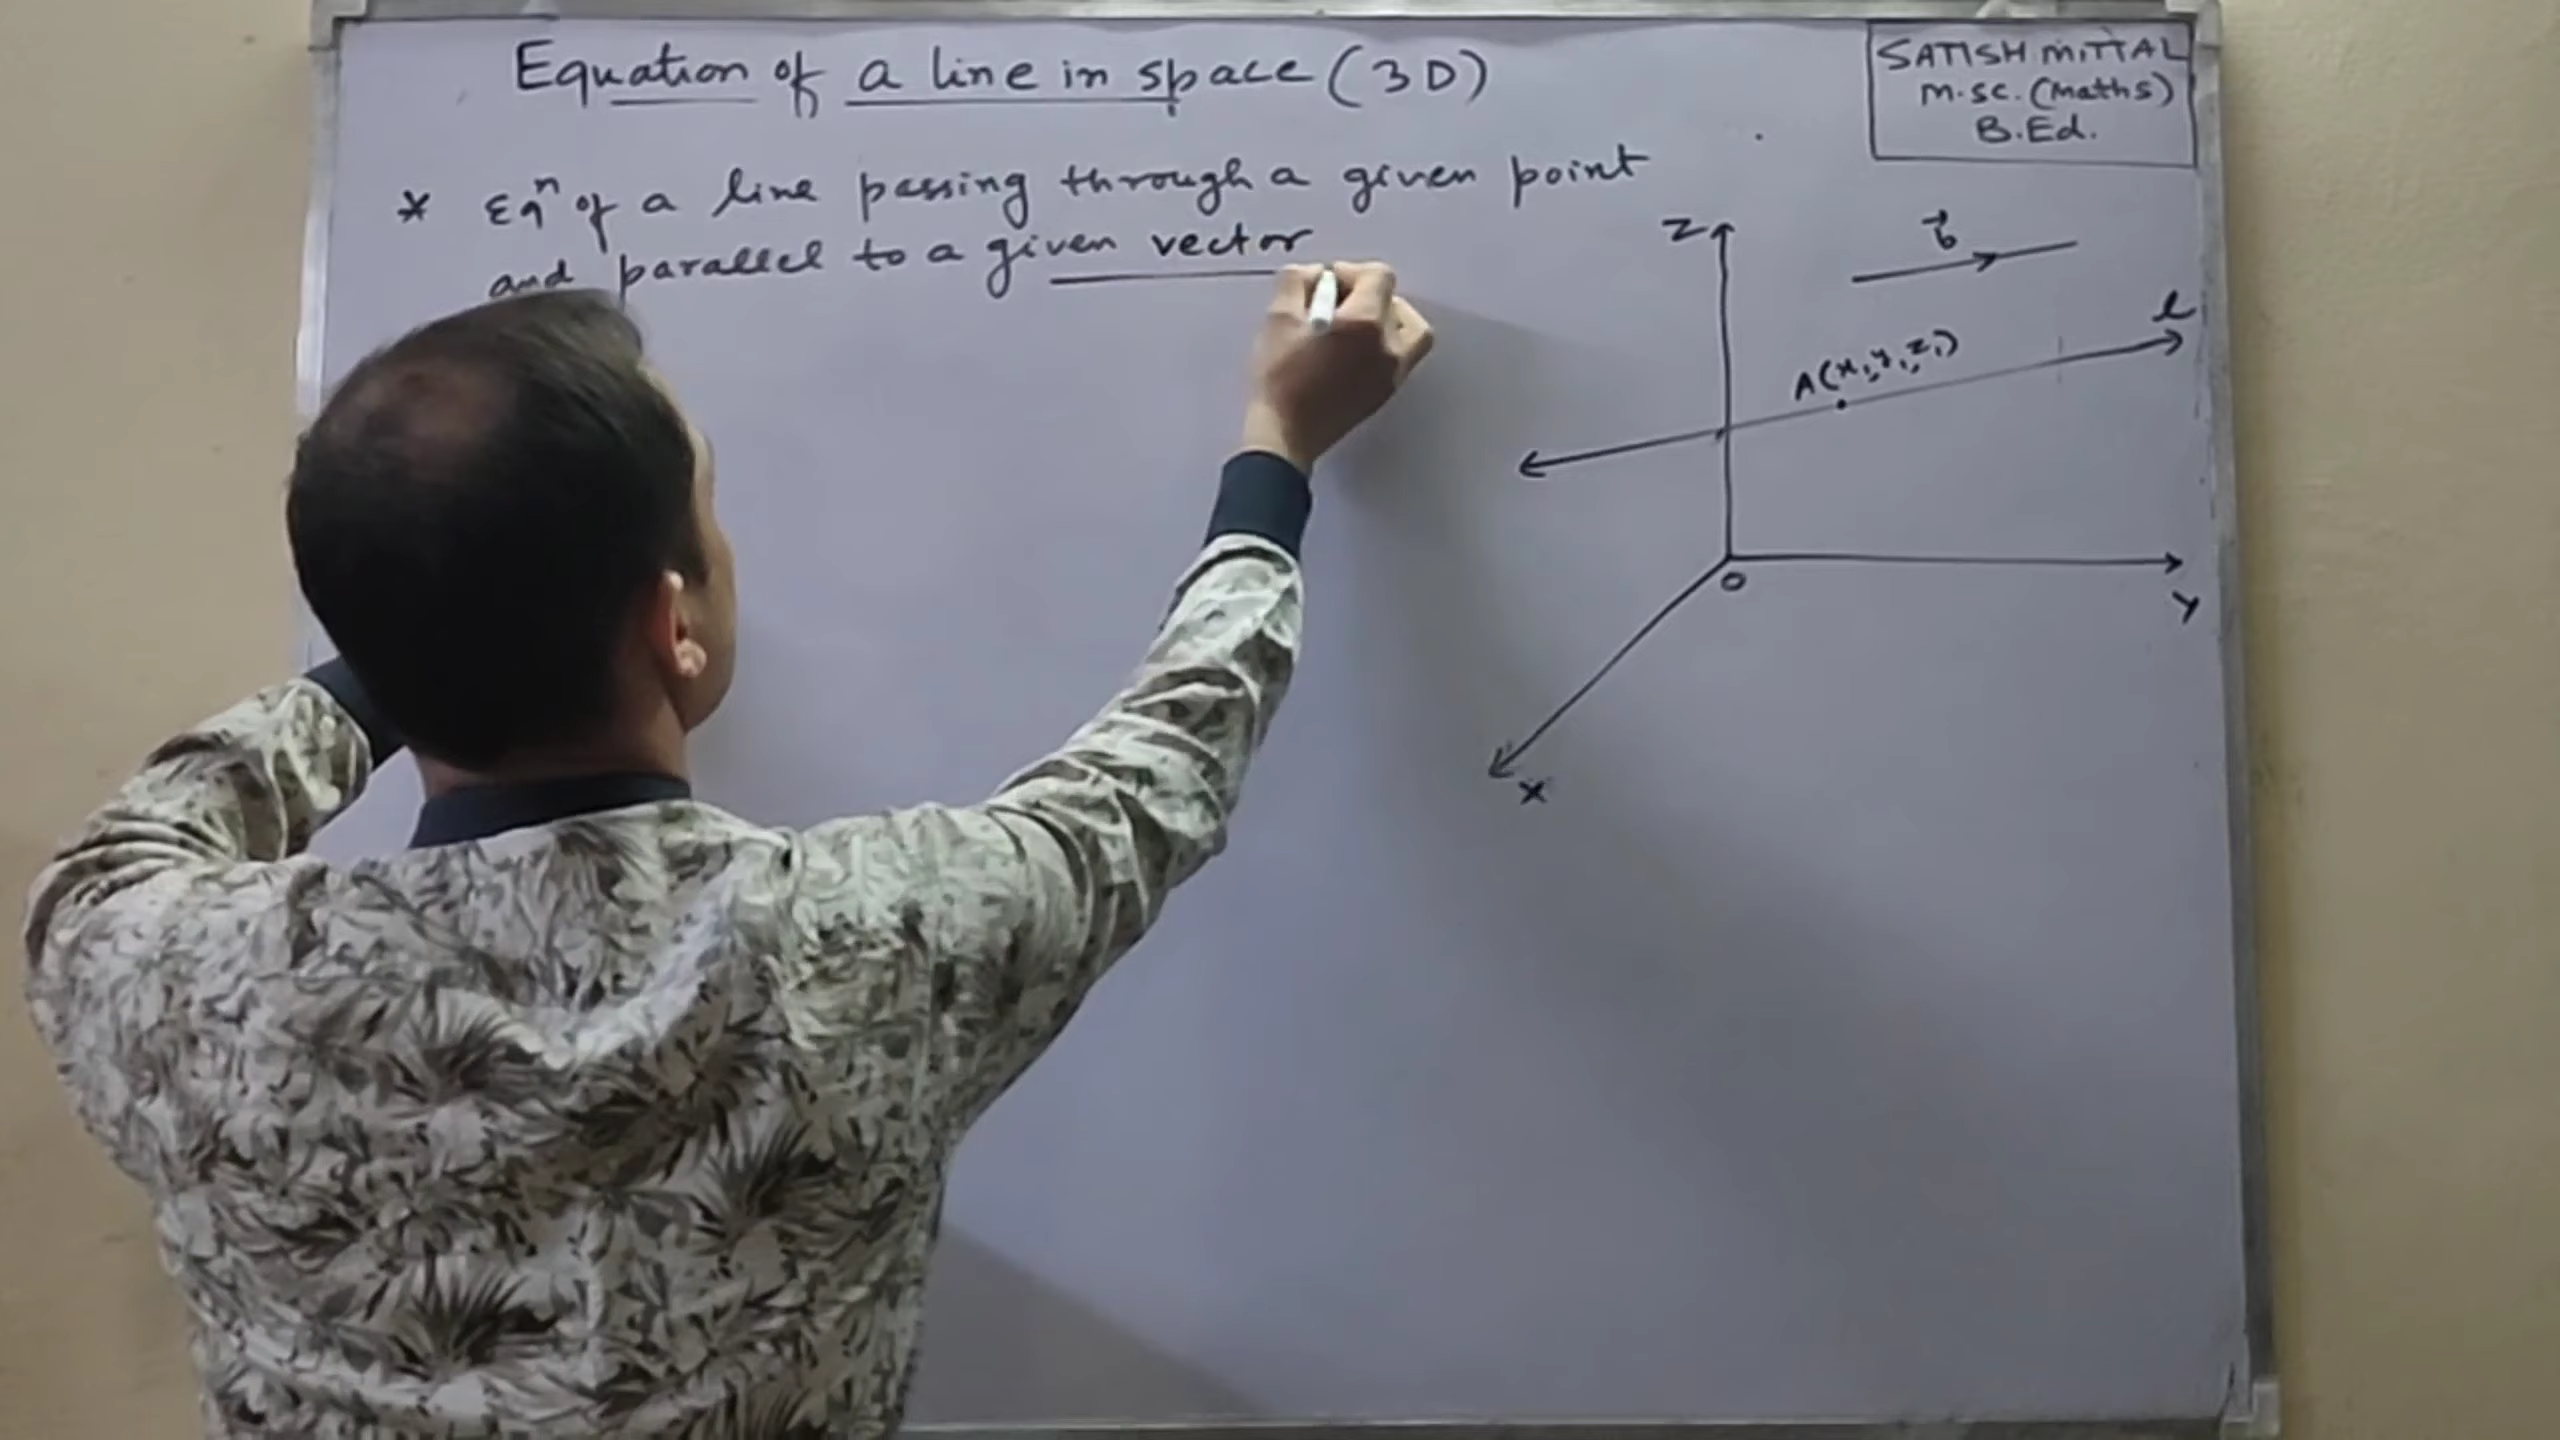 Equation of a line in space (3D)
SATISH MITTAL
M.Sc. (Maths)
B.Ed.
* Eqⁿ of a line passing through a given point
and parallel to a given vector
Z
b⃗
l
A(x₁,y₁,z₁)
O
Y
X